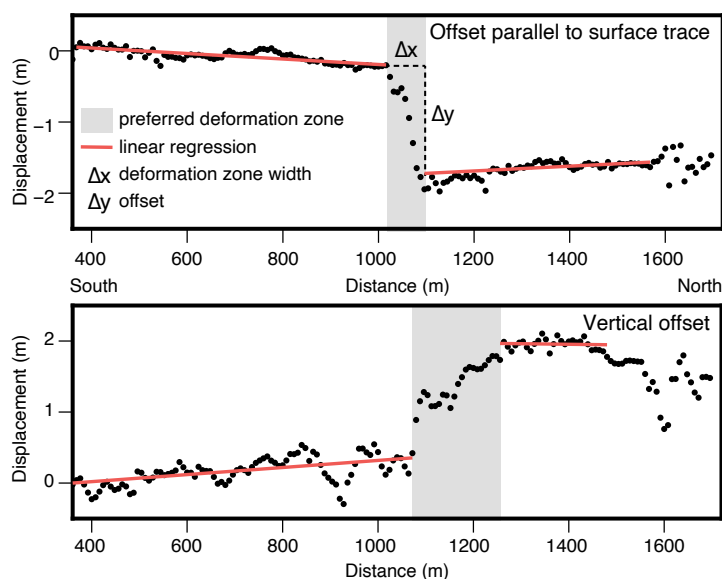 Offset parallel to surface trace
Displacement (m)
0
−1
−2
Δx
Δy
preferred deformation zone
linear regression
Δx deformation zone width
Δy offset
400 600 800 1000 1200 1400 1600
South Distance (m) North
Vertical offset
Displacement (m)
2
1
0
400 600 800 1000 1200 1400 1600
Distance (m)